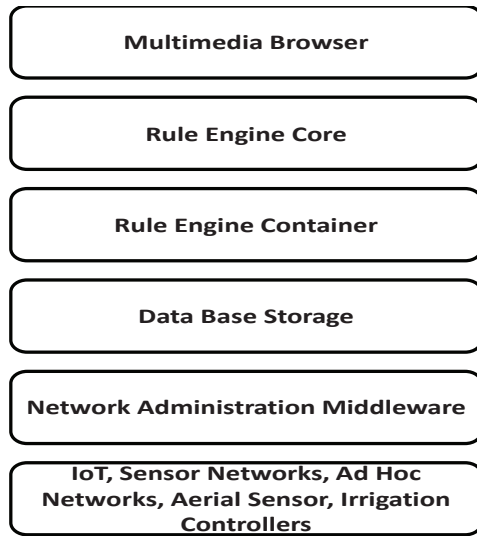 Multimedia Browser
Rule Engine Core
Rule Engine Container
Data Base Storage
Network Administration Middleware
IoT, Sensor Networks, Ad Hoc
Networks, Aerial Sensor, Irrigation
Controllers